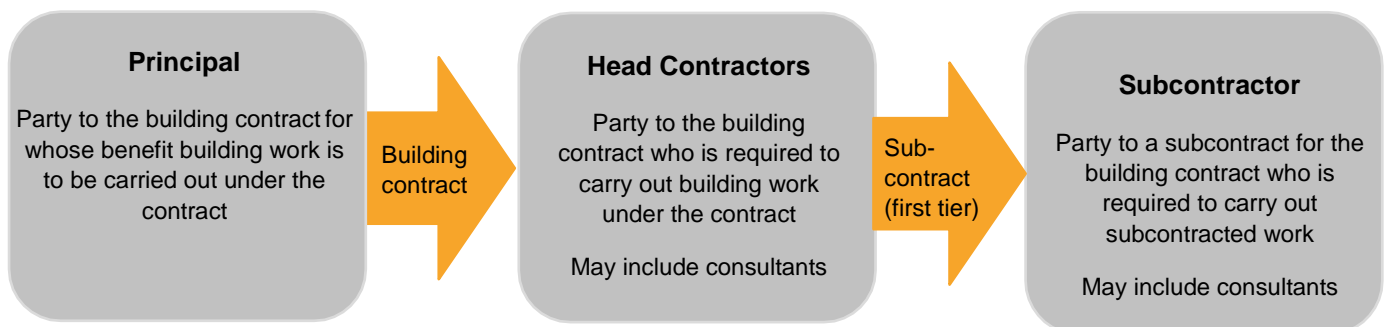 Principal
Party to the building contract for
whose benefit building work is
to be carried out under the
contract
Building
contract
Head Contractors
Party to the building
contract who is required to
carry out building work
under the contract
May include consultants
Sub-
contract
(first tier)
Subcontractor
Party to a subcontract for the
building contract who is
required to carry out
subcontracted work
May include consultants